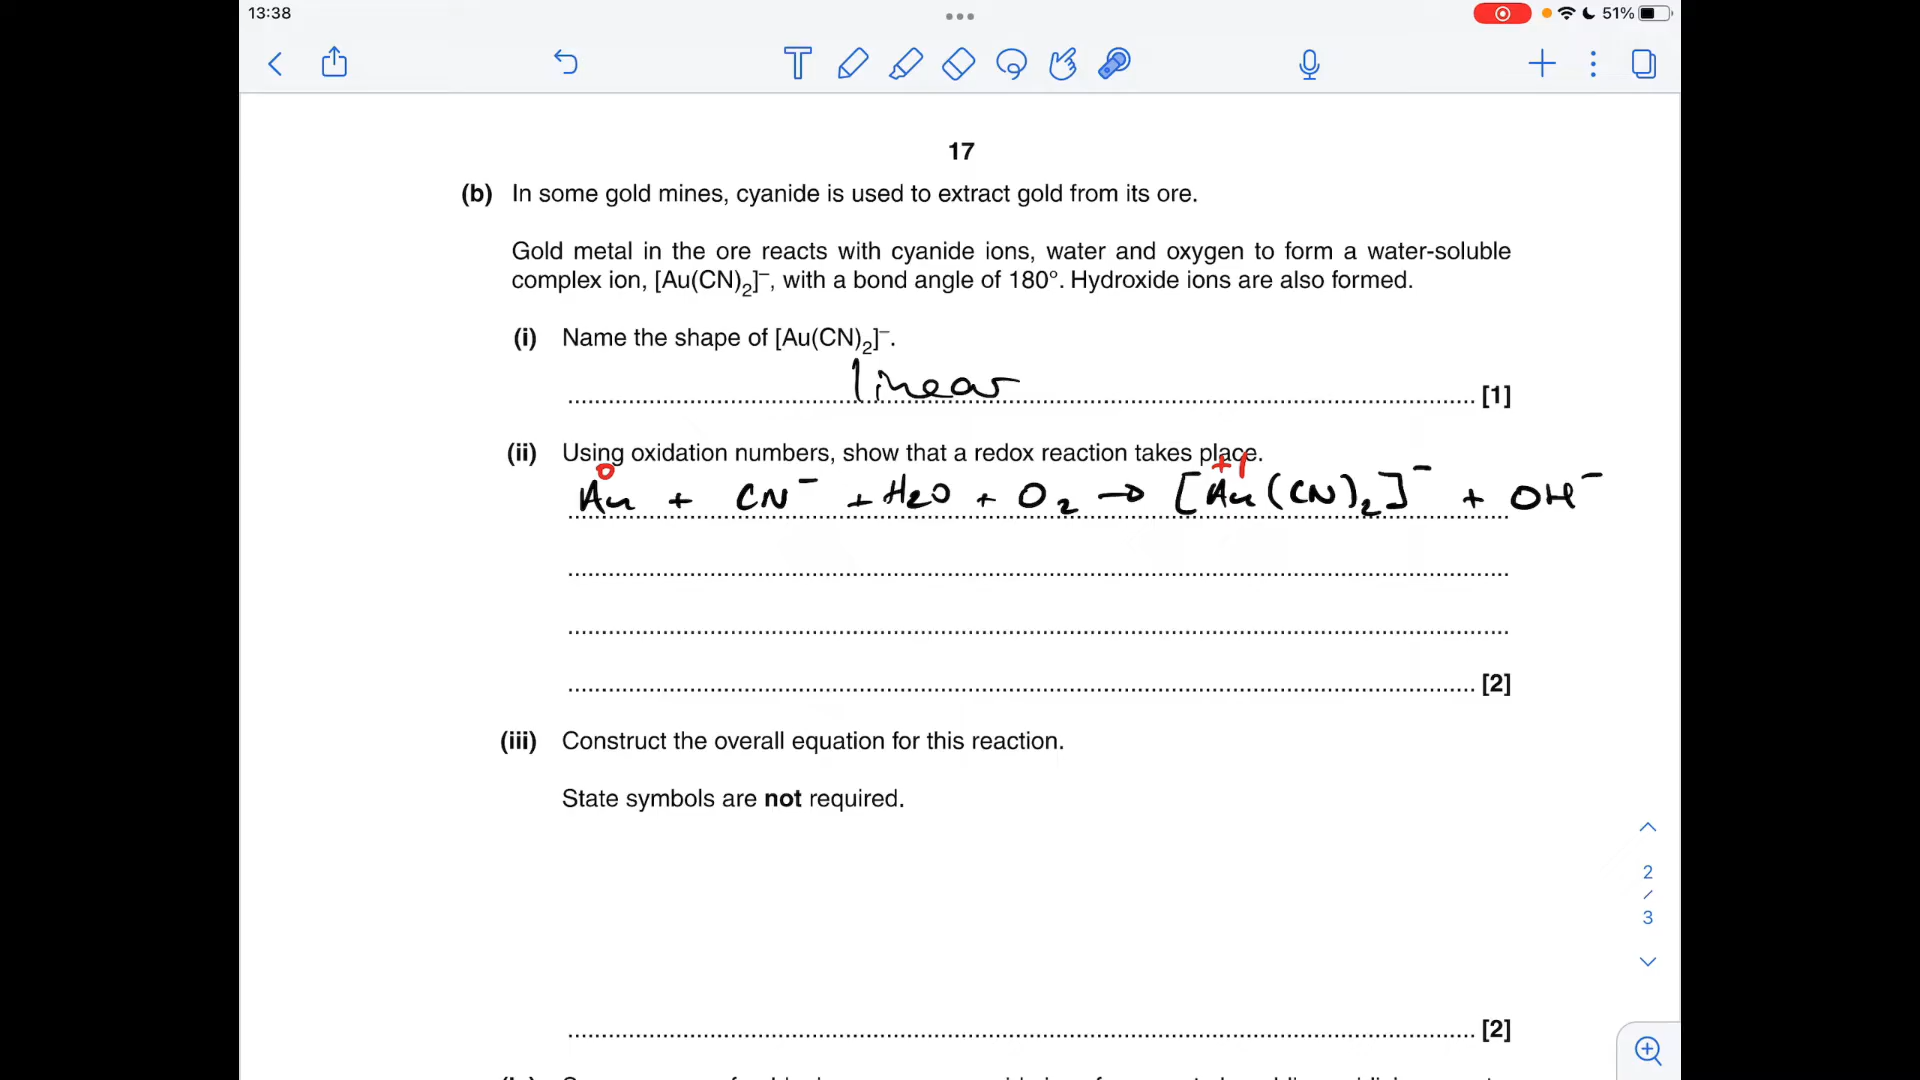 13:38
51%
17
(b) In some gold mines, cyanide is used to extract gold from its ore.
Gold metal in the ore reacts with cyanide ions, water and oxygen to form a water-soluble
complex ion, [Au(CN)₂]⁻, with a bond angle of 180°. Hydroxide ions are also formed.
(i) Name the shape of [Au(CN)₂]⁻.
linear
[1]
(ii) Using oxidation numbers, show that a redox reaction takes place.
0 +1
Au + CN⁻ + H2O + O₂ → [Au(CN)₂]⁻ + OH⁻
[2]
(iii) Construct the overall equation for this reaction.
State symbols are not required.
2
/
3
[2]